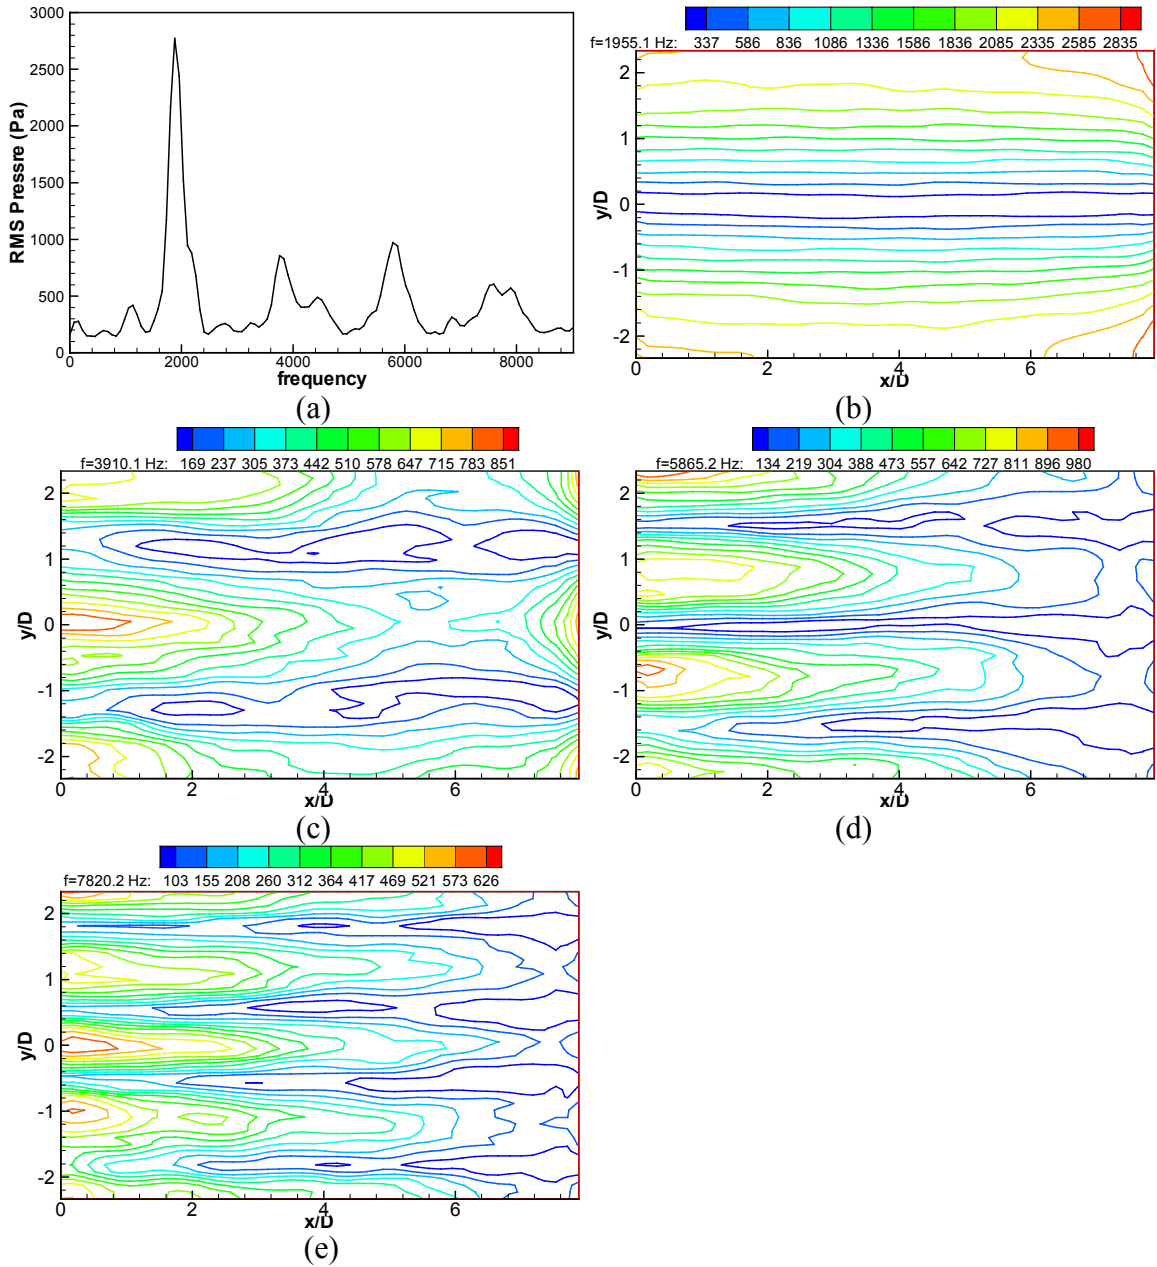 3000
2500
2000
1500
1000
500
0
0 2000 4000 6000 8000
RMS Pressre (Pa)
frequency
(a)
f=1955.1 Hz: 337 586 836 1086 1336 1586 1836 2085 2335 2585 2835
2
1
0
-1
-2
y/D
0 2 4 6
x/D
(b)
f=3910.1 Hz: 169 237 305 373 442 510 578 647 715 783 851
2
1
0
-1
-2
y/D
0 2 4 6
x/D
(c)
f=5865.2 Hz: 134 219 304 388 473 557 642 727 811 896 980
2
1
0
-1
-2
y/D
0 2 4 6
x/D
(d)
f=7820.2 Hz: 103 155 208 260 312 364 417 469 521 573 626
2
1
0
-1
-2
y/D
0 2 4 6
x/D
(e)